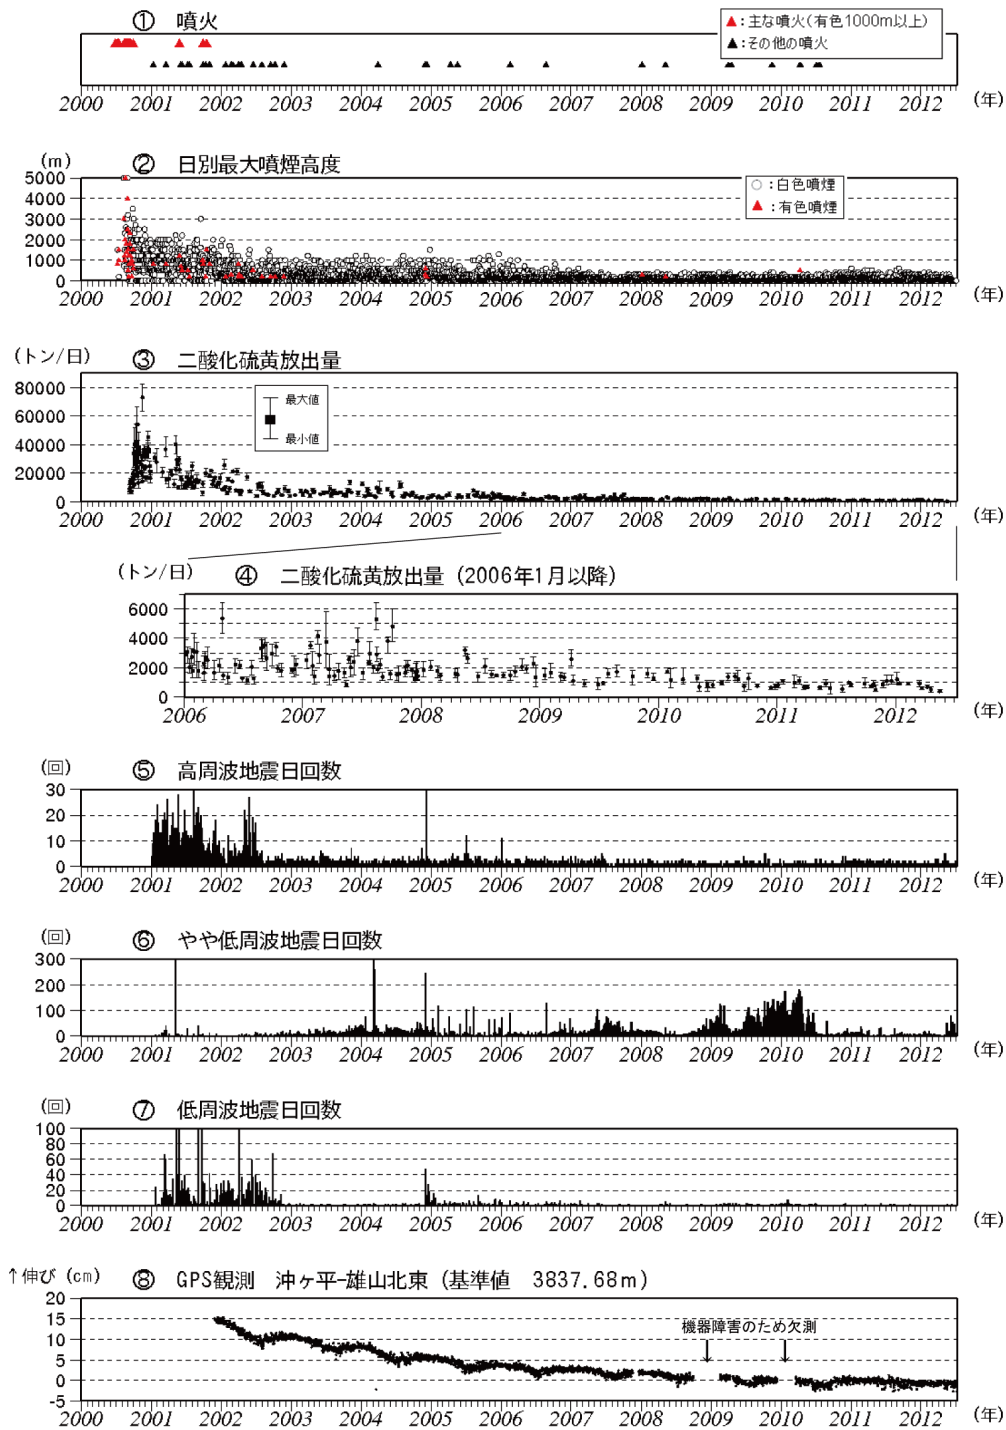 ① 噴火
▲：主な噴火(有色1000m以上)
▲：その他の噴火
2000 2001 2002 2003 2004 2005 2006 2007 2008 2009 2010 2011 2012 (年)
(m) ② 日別最大噴煙高度
○：白色噴煙
▲：有色噴煙
5000
4000
3000
2000
1000
0
2000 2001 2002 2003 2004 2005 2006 2007 2008 2009 2010 2011 2012 (年)
(トン/日) ③ 二酸化硫黄放出量
最大値
最小値
80000
60000
40000
20000
0
2000 2001 2002 2003 2004 2005 2006 2007 2008 2009 2010 2011 2012 (年)
(トン/日) ④ 二酸化硫黄放出量 (2006年1月以降)
6000
4000
2000
0
2006 2007 2008 2009 2010 2011 2012 (年)
(回) ⑤ 高周波地震日回数
30
20
10
0
2000 2001 2002 2003 2004 2005 2006 2007 2008 2009 2010 2011 2012 (年)
(回) ⑥ やや低周波地震日回数
300
200
100
0
2000 2001 2002 2003 2004 2005 2006 2007 2008 2009 2010 2011 2012 (年)
(回) ⑦ 低周波地震日回数
100
80
60
40
20
0
2000 2001 2002 2003 2004 2005 2006 2007 2008 2009 2010 2011 2012 (年)
↑伸び (cm) ⑧ GPS観測 沖ヶ平-雄山北東 (基準値 3837.68m)
機器障害のため欠測
20
15
10
5
0
-5
2000 2001 2002 2003 2004 2005 2006 2007 2008 2009 2010 2011 2012 (年)